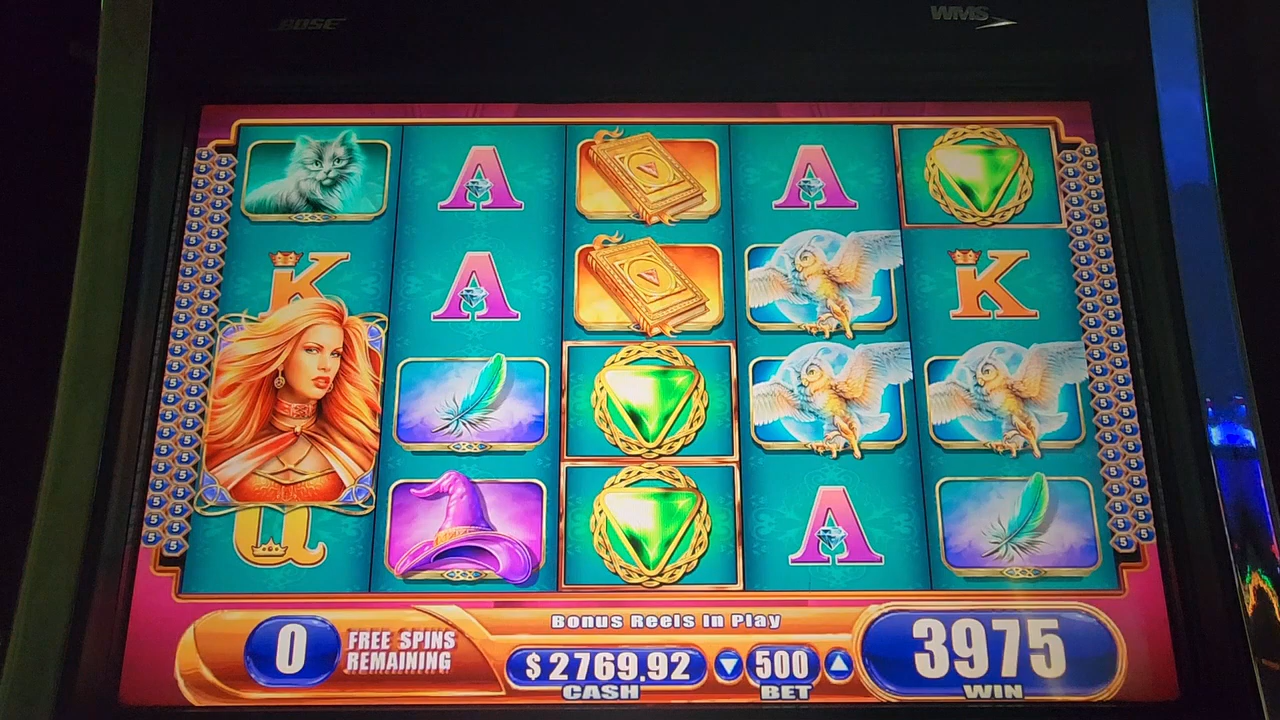 BOSE
WMS
A
A
K
A
K
Q
A
Bonus Reels In Play
0
FREE SPINS
REMAINING
$2769.92
CASH
500
BET
3975
WIN